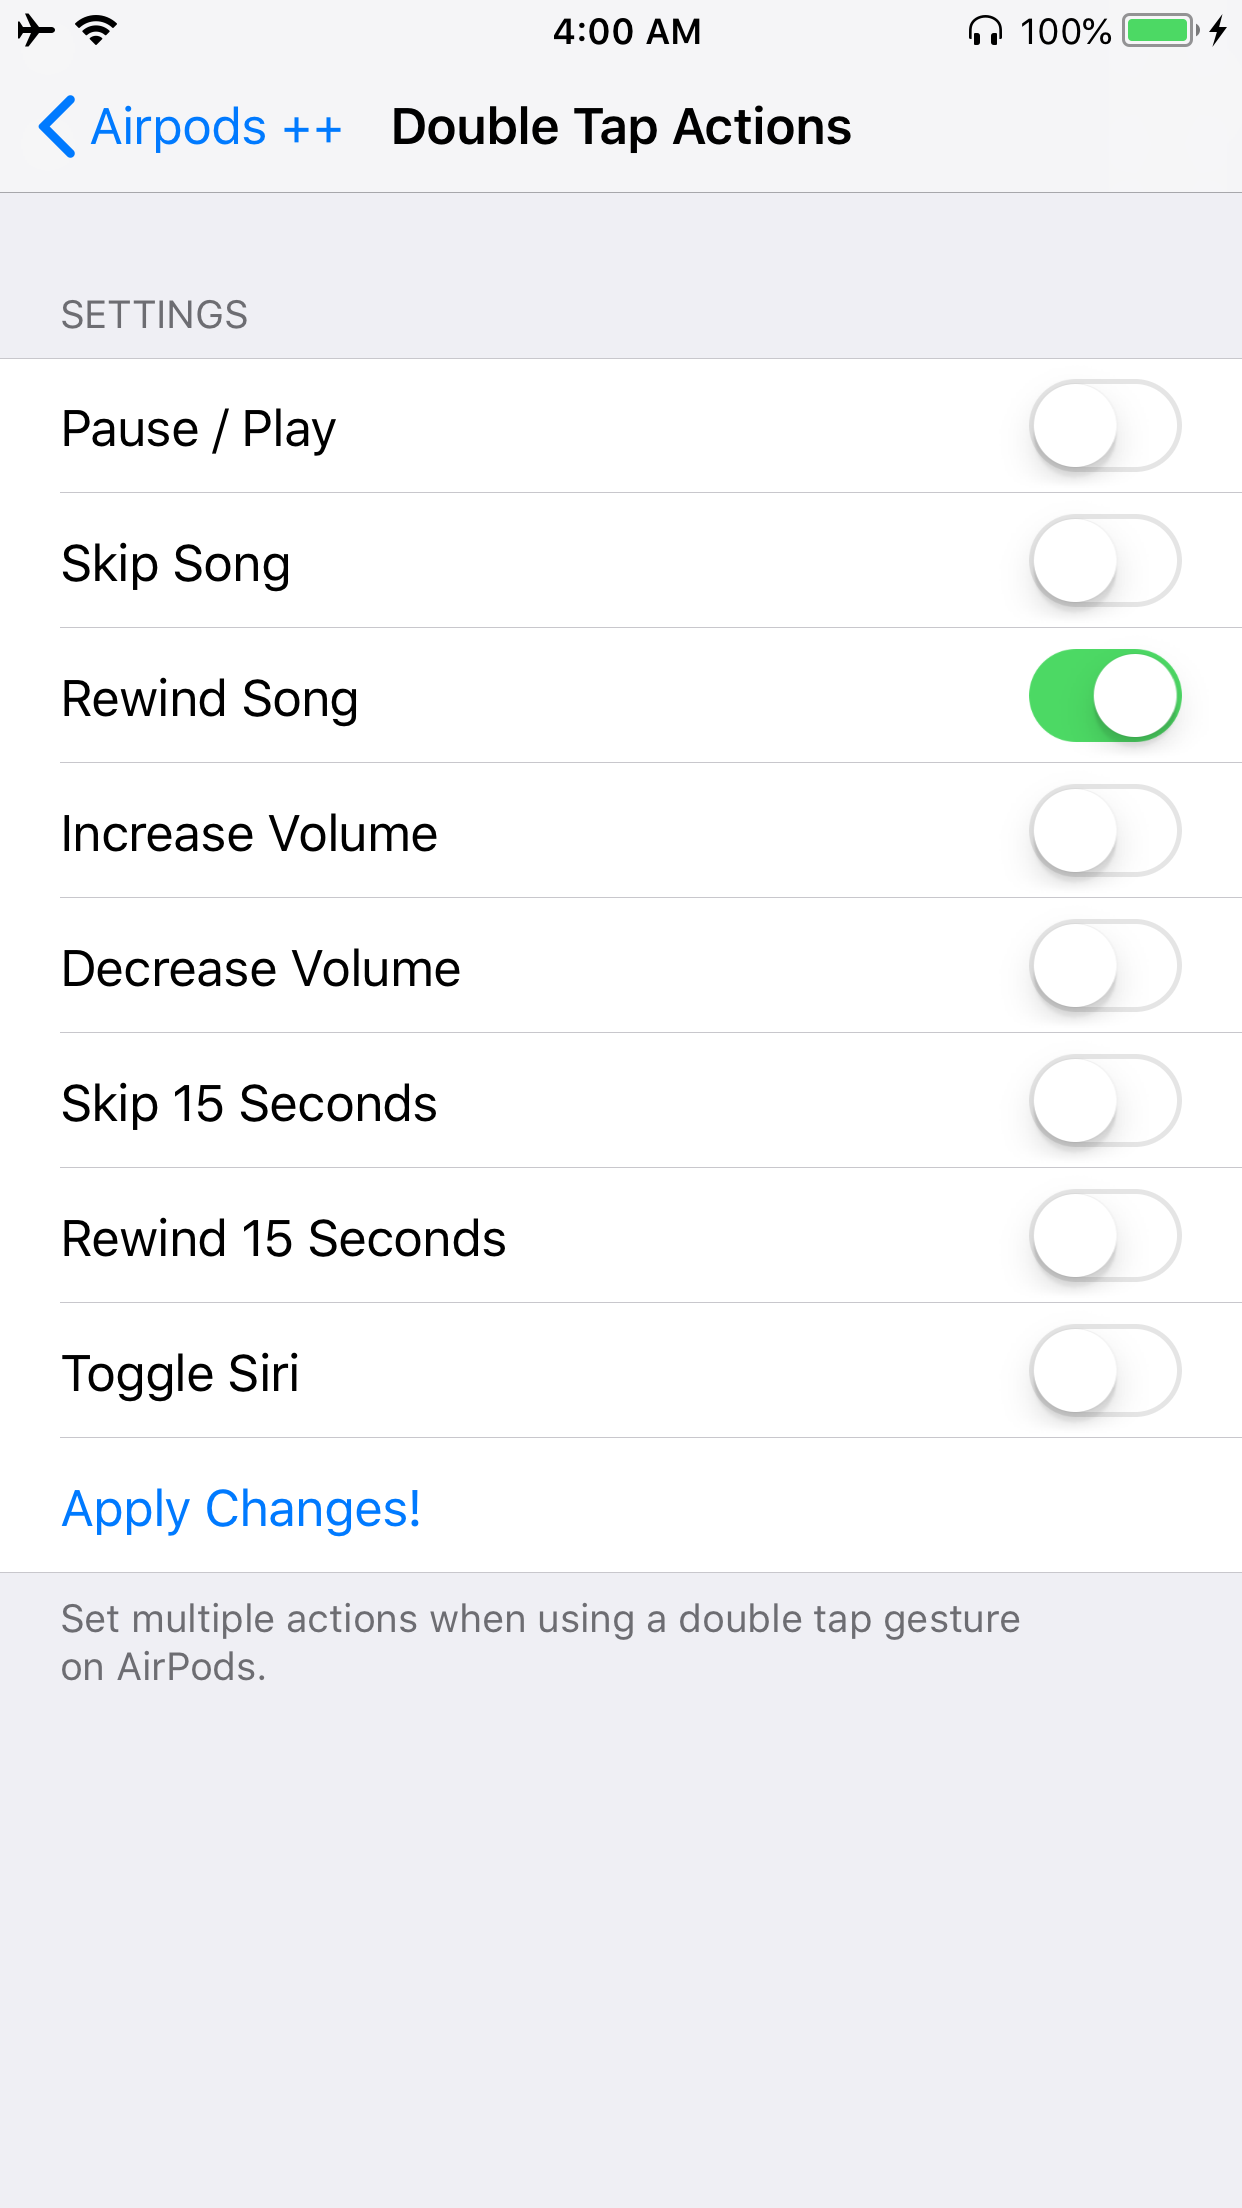 4:00 AM 100%
Airpods ++ Double Tap Actions
SETTINGS
Pause / Play
Skip Song
Rewind Song
Increase Volume
Decrease Volume
Skip 15 Seconds
Rewind 15 Seconds
Toggle Siri
Apply Changes!
Set multiple actions when using a double tap gesture
on AirPods.